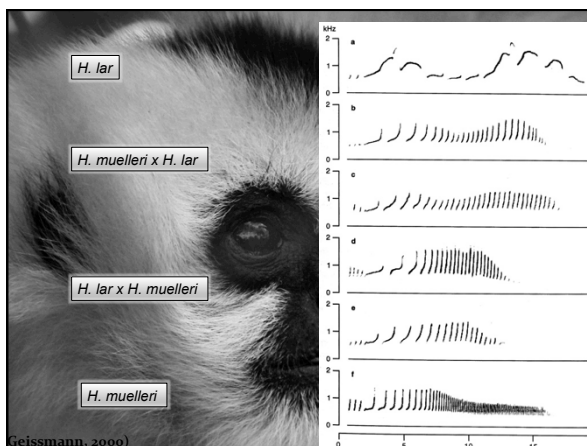 H. lar
H. muelleri x H. lar
H. lar x H. muelleri
H. muelleri
Geissmann, 2000)
kHz
a
2
1
0
b
2
1
0
c
2
1
0
d
2
1
0
e
2
1
0
f
2
1
0
0
5
10